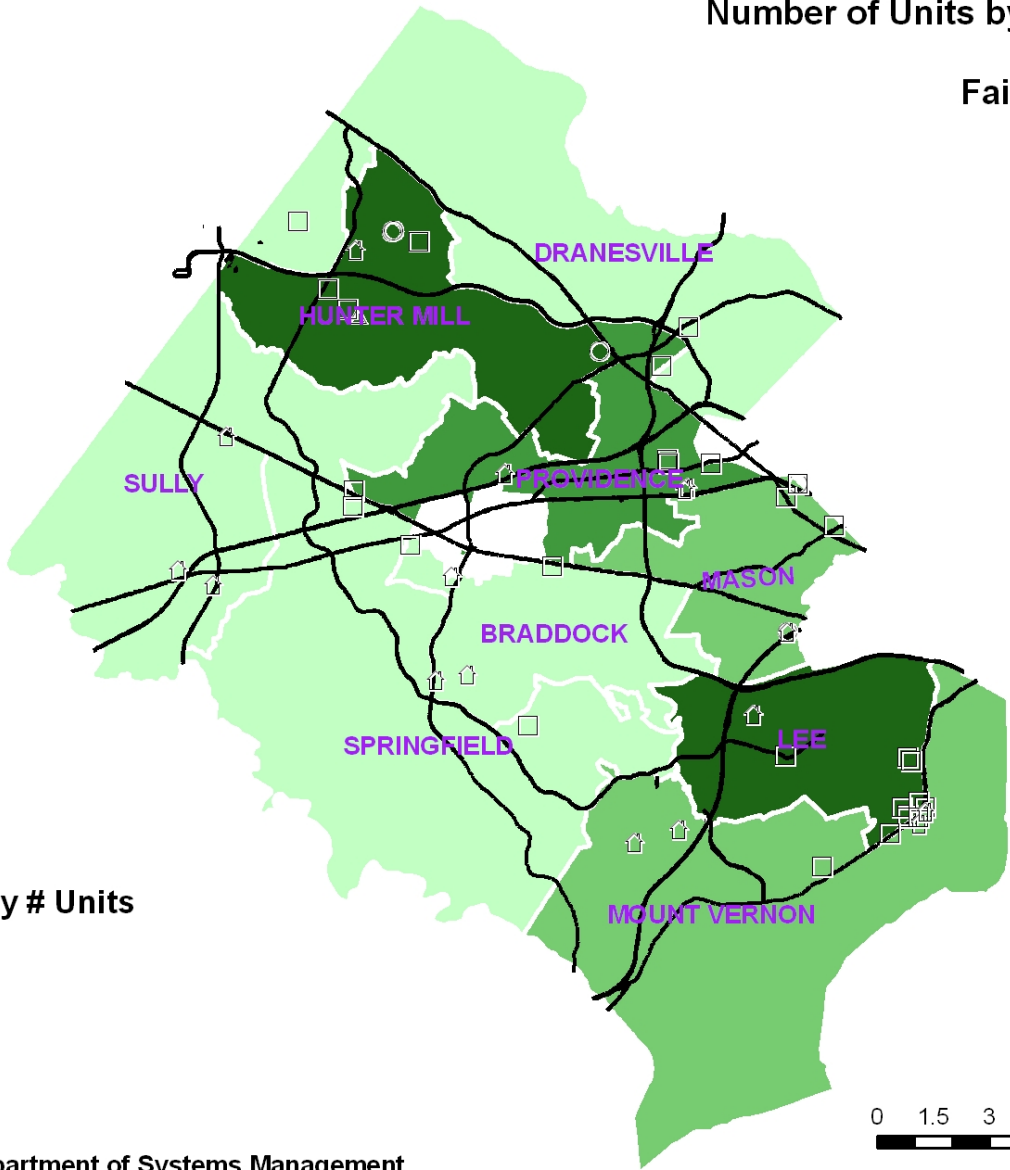 Number of Units by
Fai
DRANESVILLE
HUNTER MILL
PROVIDENCE
SULLY
MASON
BRADDOCK
LEE
SPRINGFIELD
y # Units
MOUNT VERNON
0 1.5 3
partment of Systems Management